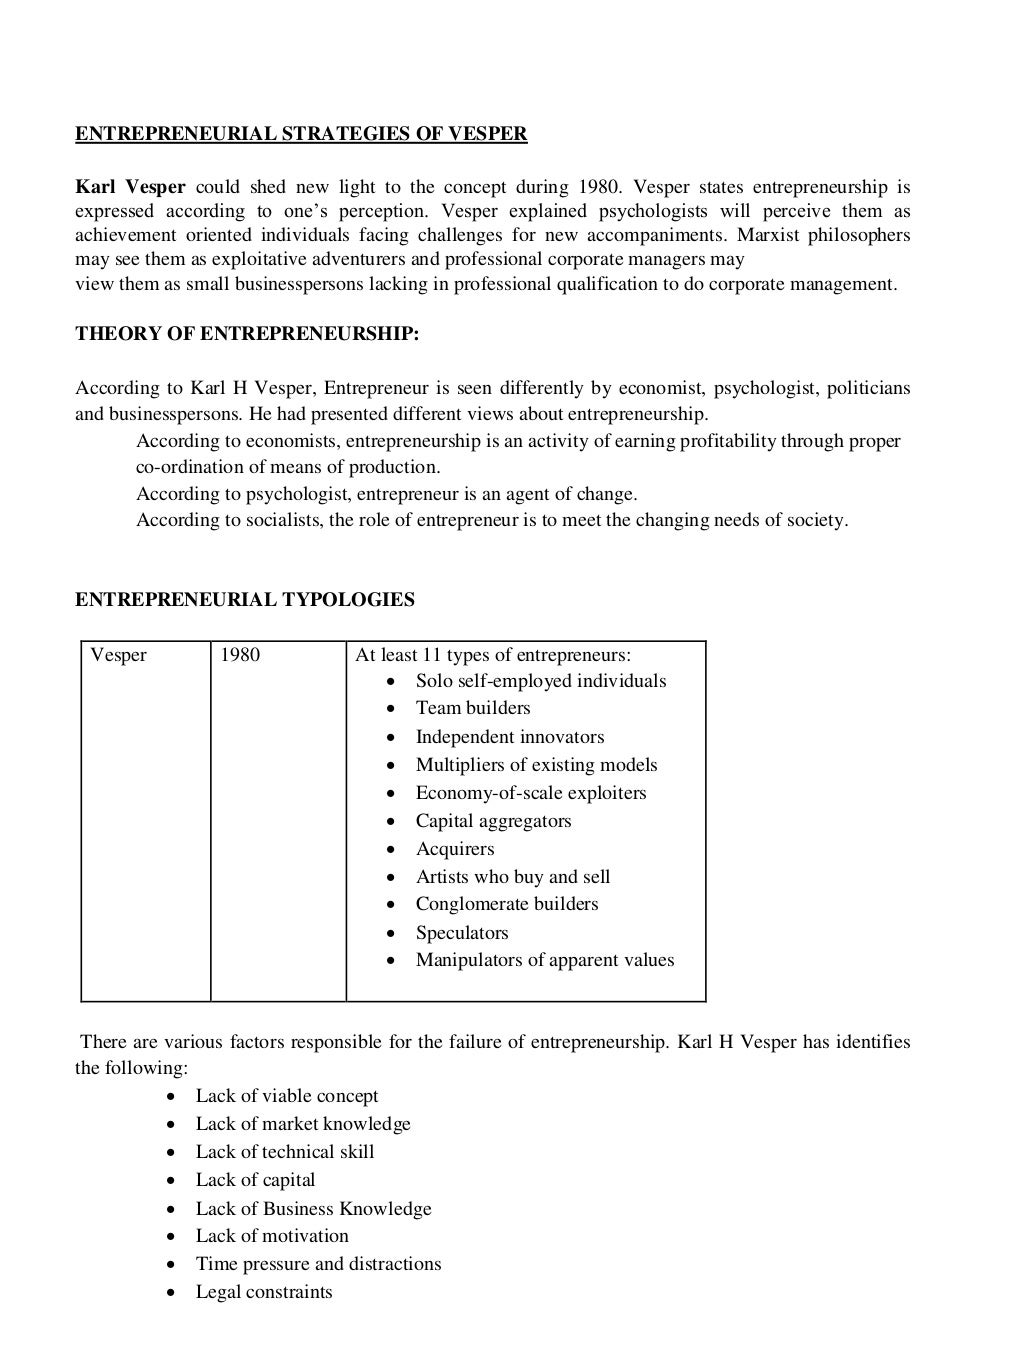 ENTREPRENEURIAL STRATEGIES OF VESPER
Karl Vesper could shed new light to the concept during 1980. Vesper states entrepreneurship is
expressed according to one’s perception. Vesper explained psychologists will perceive them as
achievement oriented individuals facing challenges for new accompaniments. Marxist philosophers
may see them as exploitative adventurers and professional corporate managers may
view them as small businesspersons lacking in professional qualification to do corporate management.
THEORY OF ENTREPRENEURSHIP:
According to Karl H Vesper, Entrepreneur is seen differently by economist, psychologist, politicians
and businesspersons. He had presented different views about entrepreneurship.
According to economists, entrepreneurship is an activity of earning profitability through proper
co-ordination of means of production.
According to psychologist, entrepreneur is an agent of change.
According to socialists, the role of entrepreneur is to meet the changing needs of society.
ENTREPRENEURIAL TYPOLOGIES
Vesper 1980 At least 11 types of entrepreneurs:
• Solo self-employed individuals
• Team builders
• Independent innovators
• Multipliers of existing models
• Economy-of-scale exploiters
• Capital aggregators
• Acquirers
• Artists who buy and sell
• Conglomerate builders
• Speculators
• Manipulators of apparent values
There are various factors responsible for the failure of entrepreneurship. Karl H Vesper has identifies
the following:
• Lack of viable concept
• Lack of market knowledge
• Lack of technical skill
• Lack of capital
• Lack of Business Knowledge
• Lack of motivation
• Time pressure and distractions
• Legal constraints